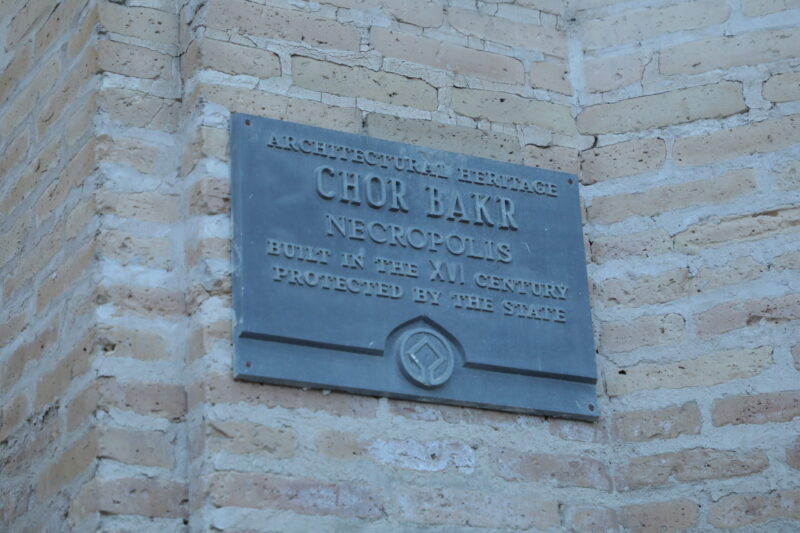 ARCHITECTURAL HERITAGE
CHOR BAKR
NECROPOLIS
BUILT IN THE XVI CENTURY
PROTECTED BY THE STATE